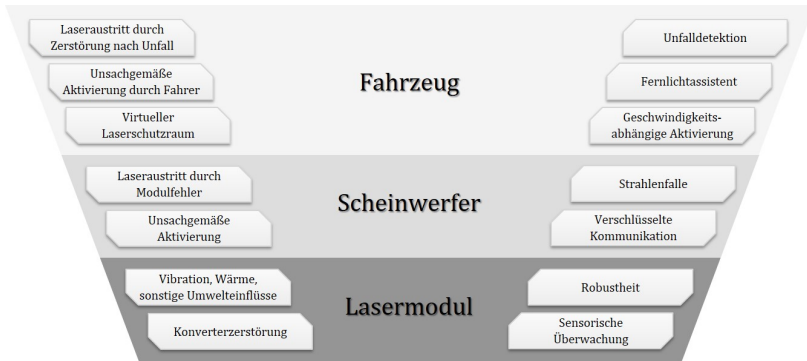 Laseraustritt durch
Zerstörung nach Unfall
Unsachgemäße
Aktivierung durch Fahrer
Virtueller
Laserschutzraum
Fahrzeug
Unfalldetektion
Fernlichtassistent
Geschwindigkeits-
abhängige Aktivierung
Laseraustritt durch
Modulfehler
Unsachgemäße
Aktivierung
Scheinwerfer
Strahlenfalle
Verschlüsselte
Kommunikation
Vibration, Wärme,
sonstige Umwelteinflüsse
Konverterzerstörung
Lasermodul
Robustheit
Sensorische
Überwachung